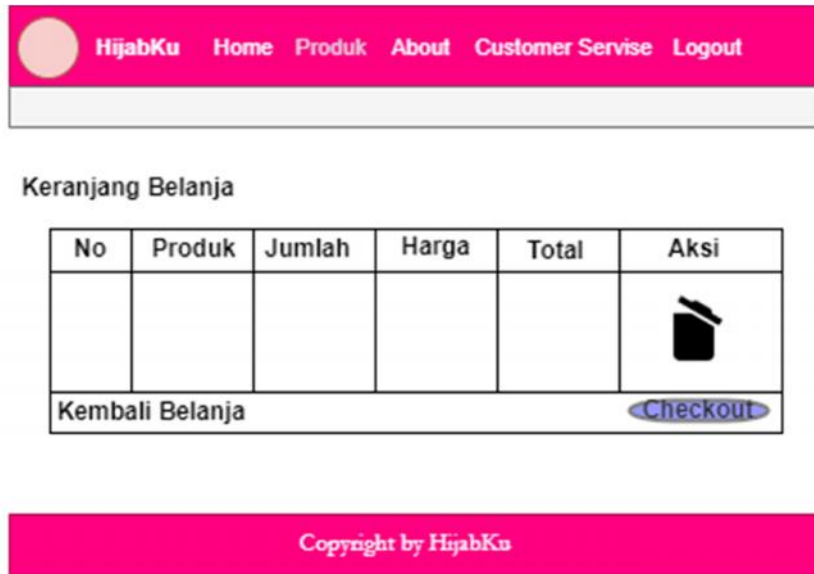 HijabKu Home Produk About Customer Servise Logout
Keranjang Belanja
No Produk Jumlah Harga Total Aksi
Kembali Belanja Checkout
Copyright by HijabKu